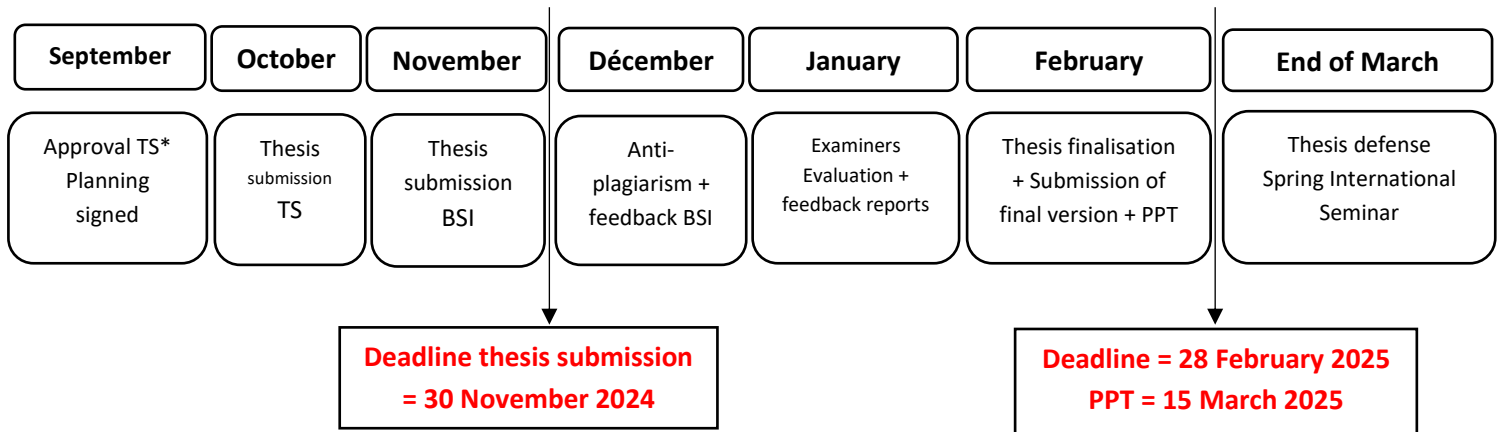 September
October
November
Décember
January
February
End of March
Approval TS*
Planning
signed
Thesis
submission
TS
Thesis
submission
BSI
Anti-
plagiarism +
feedback BSI
Examiners
Evaluation +
feedback reports
Thesis finalisation
+ Submission of
final version + PPT
Thesis defense
Spring International
Seminar
Deadline thesis submission
= 30 November 2024
Deadline = 28 February 2025
PPT = 15 March 2025